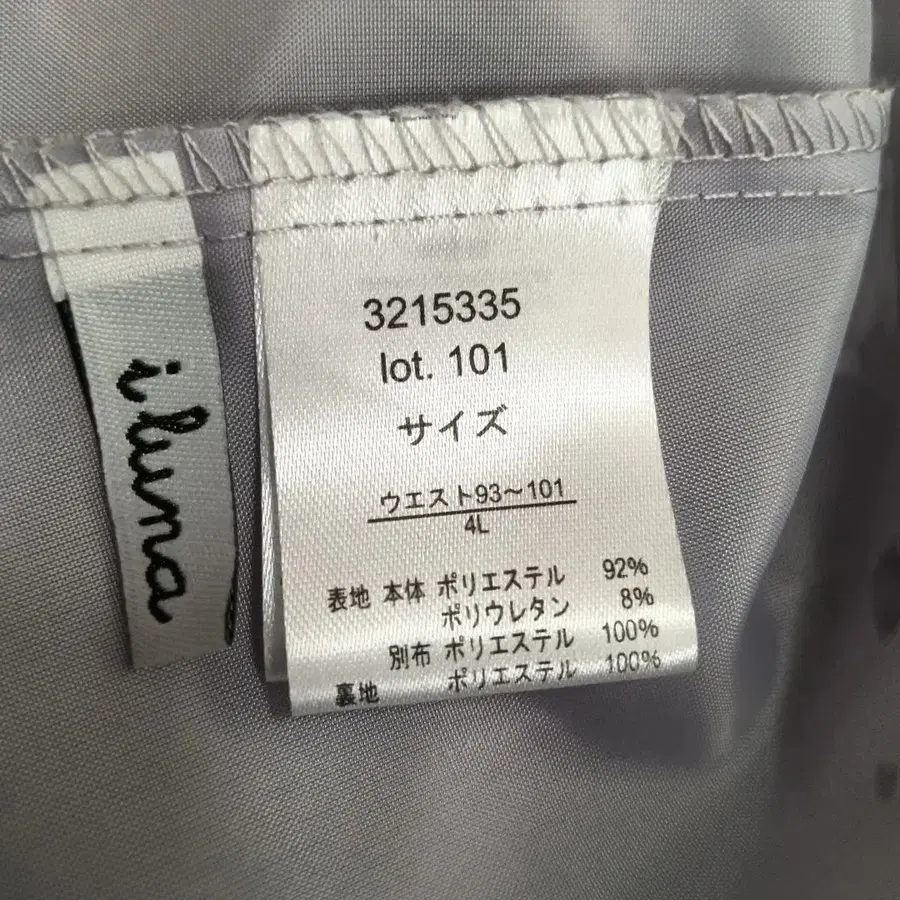 i luna
3215335
lot. 101
サイズ
ウエスト93～101
4L
表地 本体 ポリエステル 92%
ポリウレタン 8%
別布 ポリエステル 100%
裏地 ポリエステル 100%